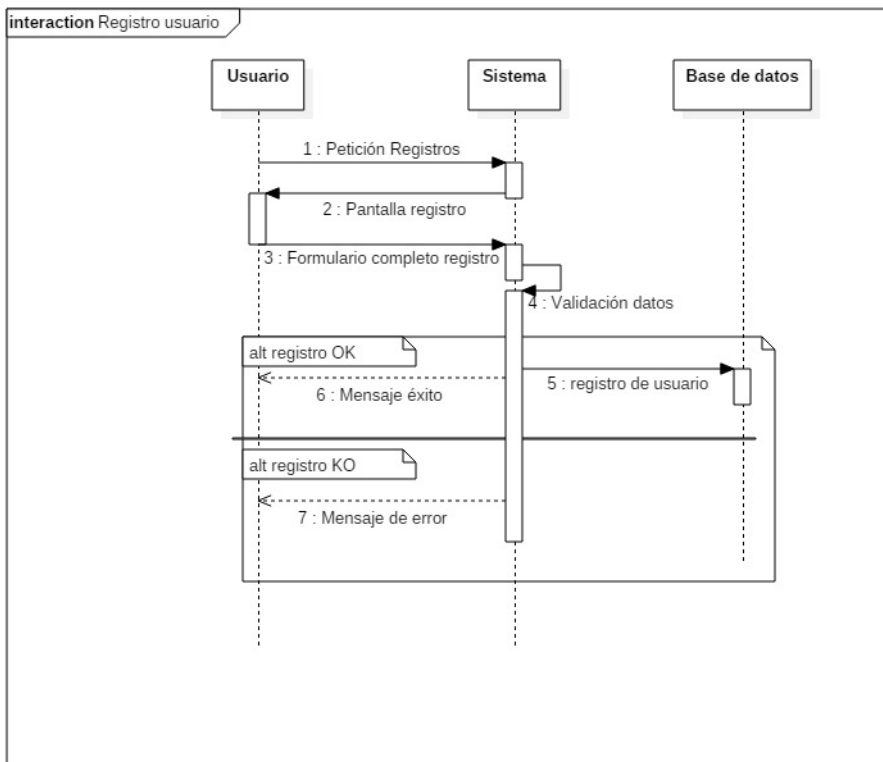 interaction Registro usuario
Usuario
Sistema
Base de datos
1 : Petición Registros
2 : Pantalla registro
3 : Formulario completo registro
4 : Validación datos
alt registro OK
5 : registro de usuario
6 : Mensaje éxito
alt registro KO
7 : Mensaje de error